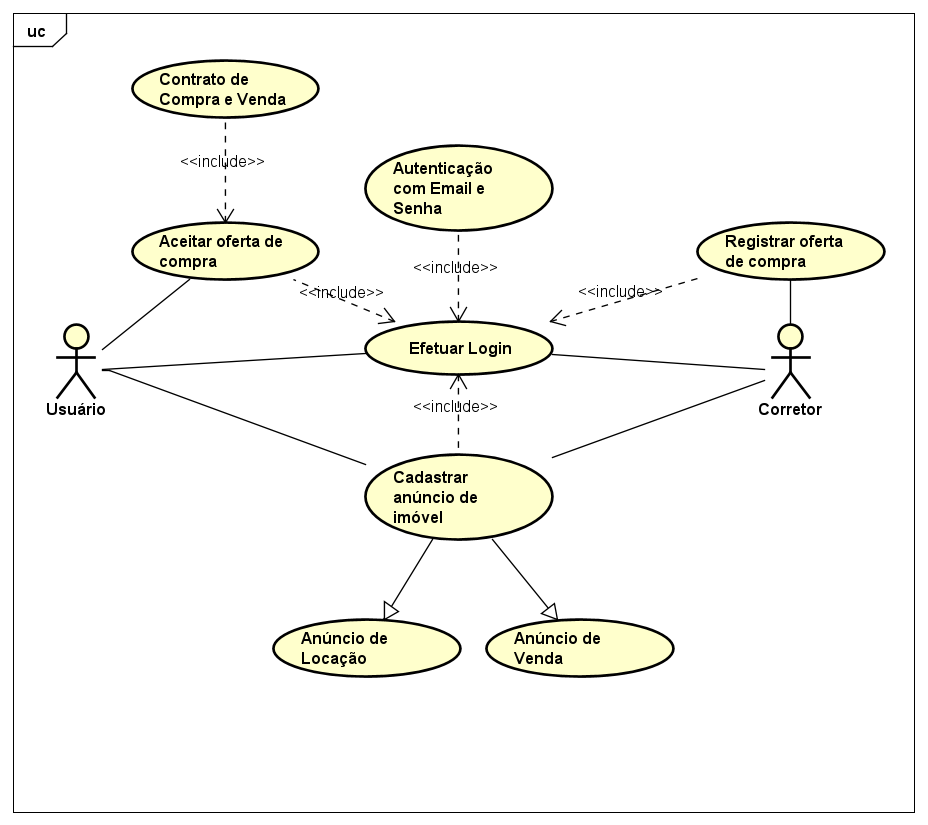 uc
Contrato de
Compra e Venda
<<include>>
Autenticação
com Email e
Senha
Aceitar oferta de
compra
Registrar oferta
de compra
<<include>>
<<include>>
<<include>>
Efetuar Login
Usuário
Corretor
<<include>>
Cadastrar
anúncio de
imóvel
Anúncio de
Locação
Anúncio de
Venda